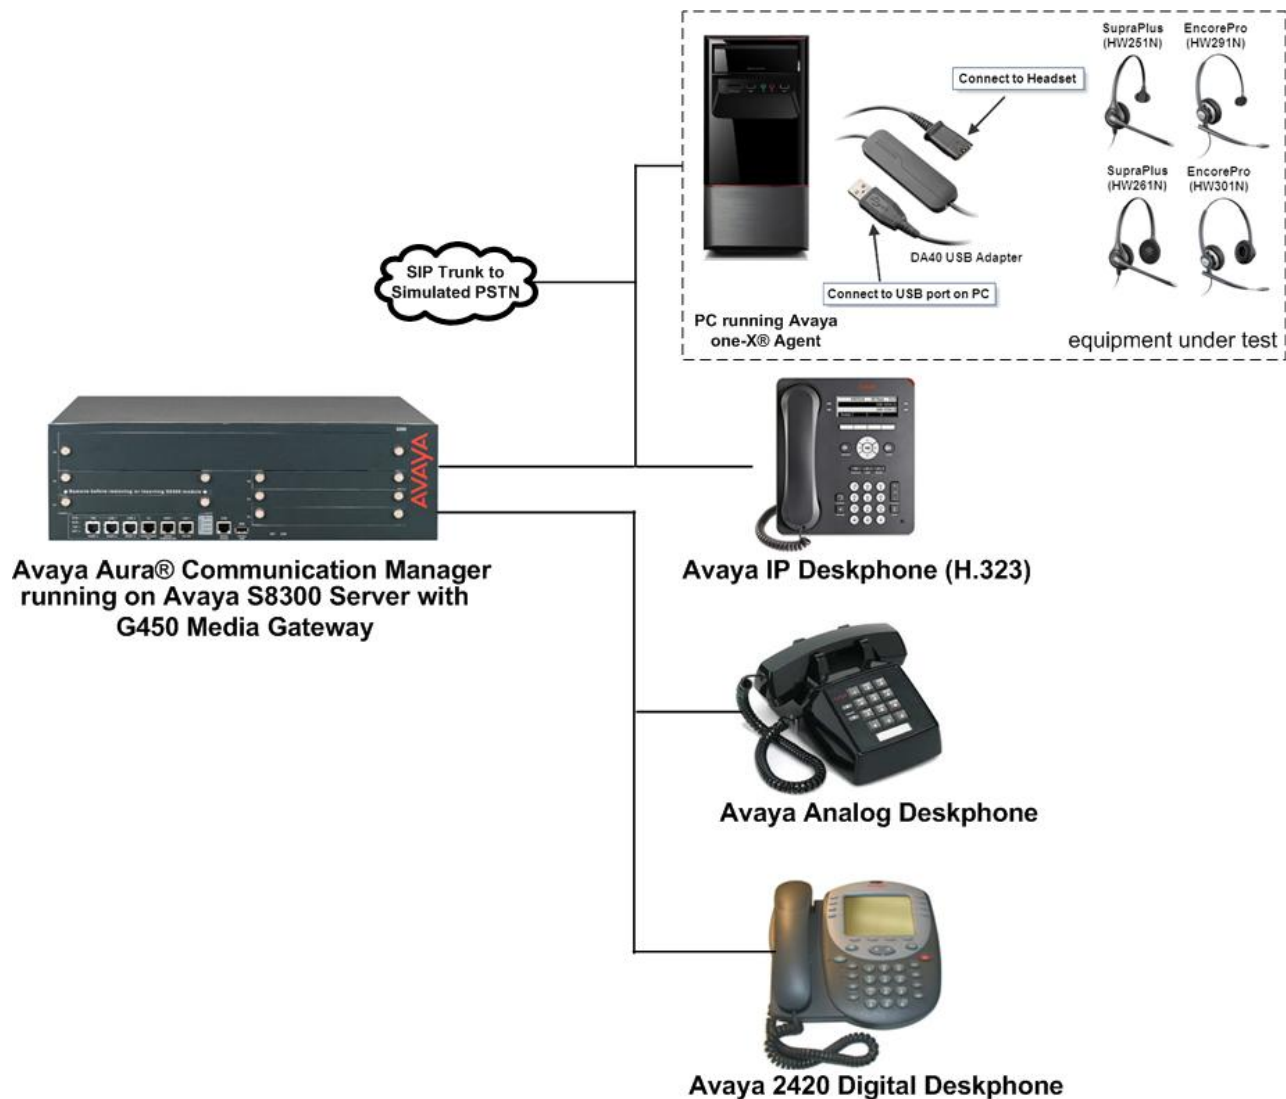 SupraPlus
(HW251N)
EncorePro
(HW291N)
Connect to Headset
SupraPlus
(HW261N)
EncorePro
(HW301N)
DA40 USB Adapter
Connect to USB port on PC
PC running Avaya
one-X® Agent
equipment under test
SIP Trunk to
Simulated PSTN
AVAYA
Avaya Aura® Communication Manager
running on Avaya S8300 Server with
G450 Media Gateway
Avaya IP Deskphone (H.323)
Avaya Analog Deskphone
Avaya 2420 Digital Deskphone